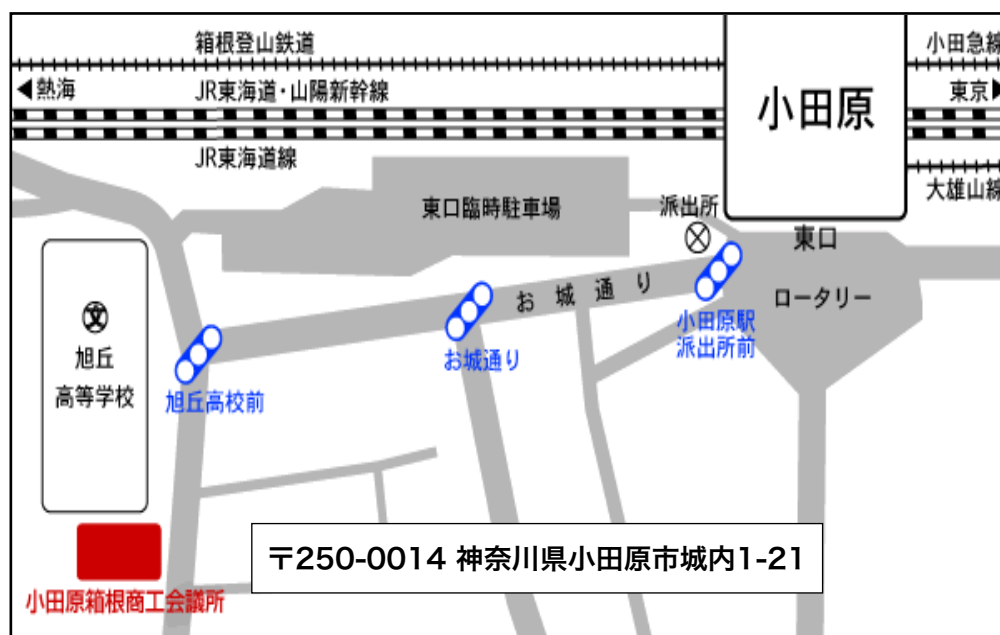 箱根登山鉄道
小田急線
◀熱海
JR東海道・山陽新幹線
小田原
東京▶
JR東海道線
大雄山線
東口臨時駐車場
派出所
東口
お城通り
ロータリー
小田原駅
派出所前
文
旭丘
高等学校
お城通り
旭丘高校前
〒250-0014 神奈川県小田原市城内1-21
小田原箱根商工会議所